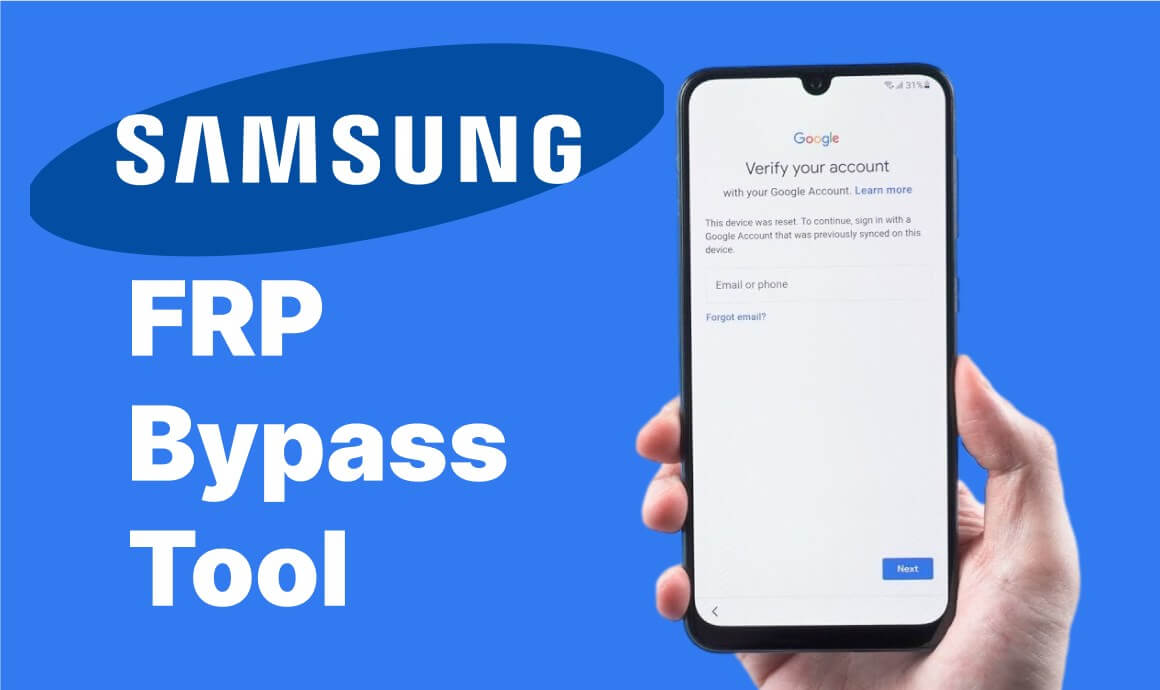 SAMSUNG
FRP
Bypass
Tool
31%
Google
Verify your account
with your Google Account. Learn more
This device was reset. To continue, sign in with a
Google Account that was previously synced on this
device.
Email or phone
Forgot email?
Next